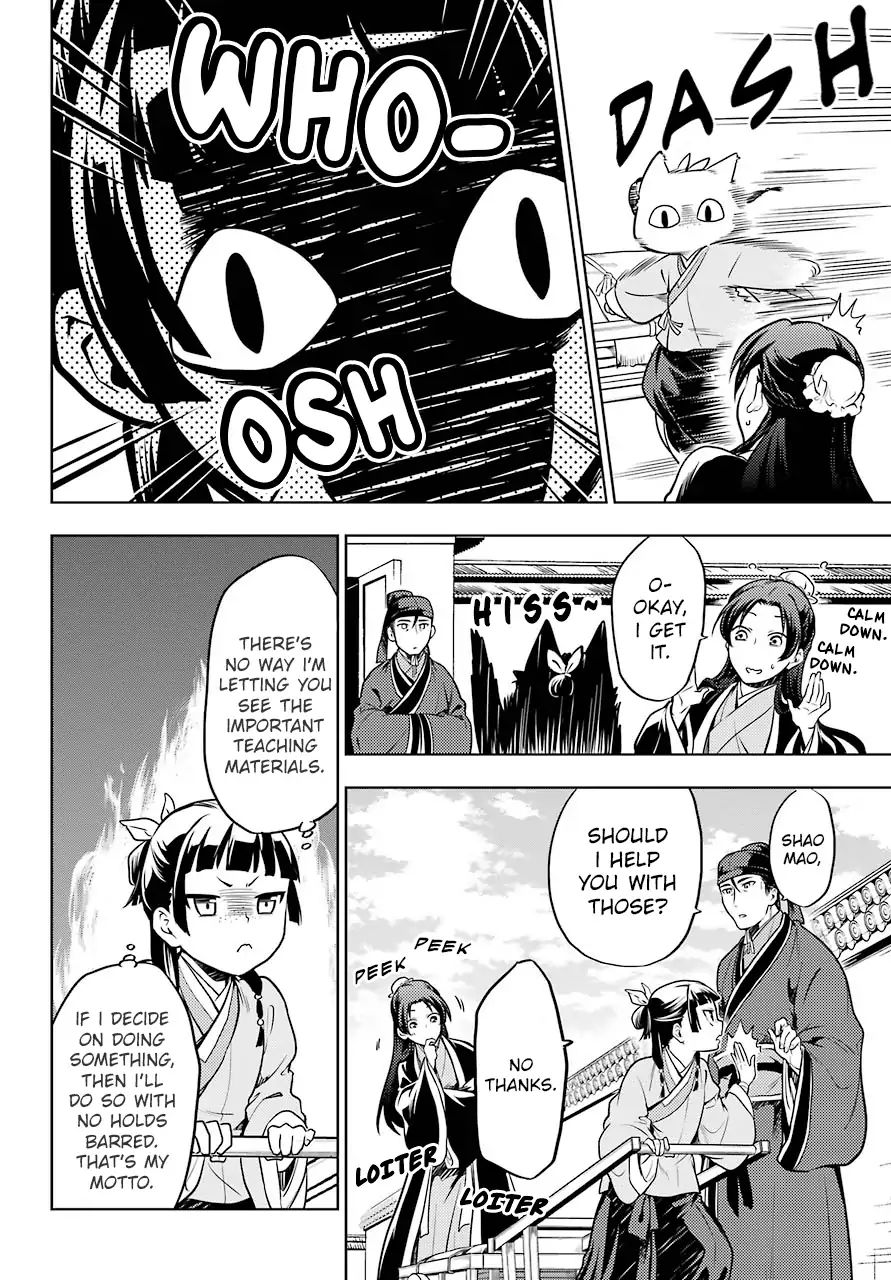 DASH
WHO-
OSH
O-
OKAY,
I GET
IT.
CALM
DOWN.
CALM
DOWN.
HISS~
SHAO
MAO,
SHOULD
I HELP
YOU WITH
THOSE?
NO
THANKS.
PEEK
PEEK
LOITER
LOITER
THERE'S
NO WAY I'M
LETTING YOU
SEE THE
IMPORTANT
TEACHING
MATERIALS.
IF I DECIDE
ON DOING
SOMETHING,
THEN I'LL
DO SO WITH
NO HOLDS
BARRED.
THAT'S MY
MOTTO.